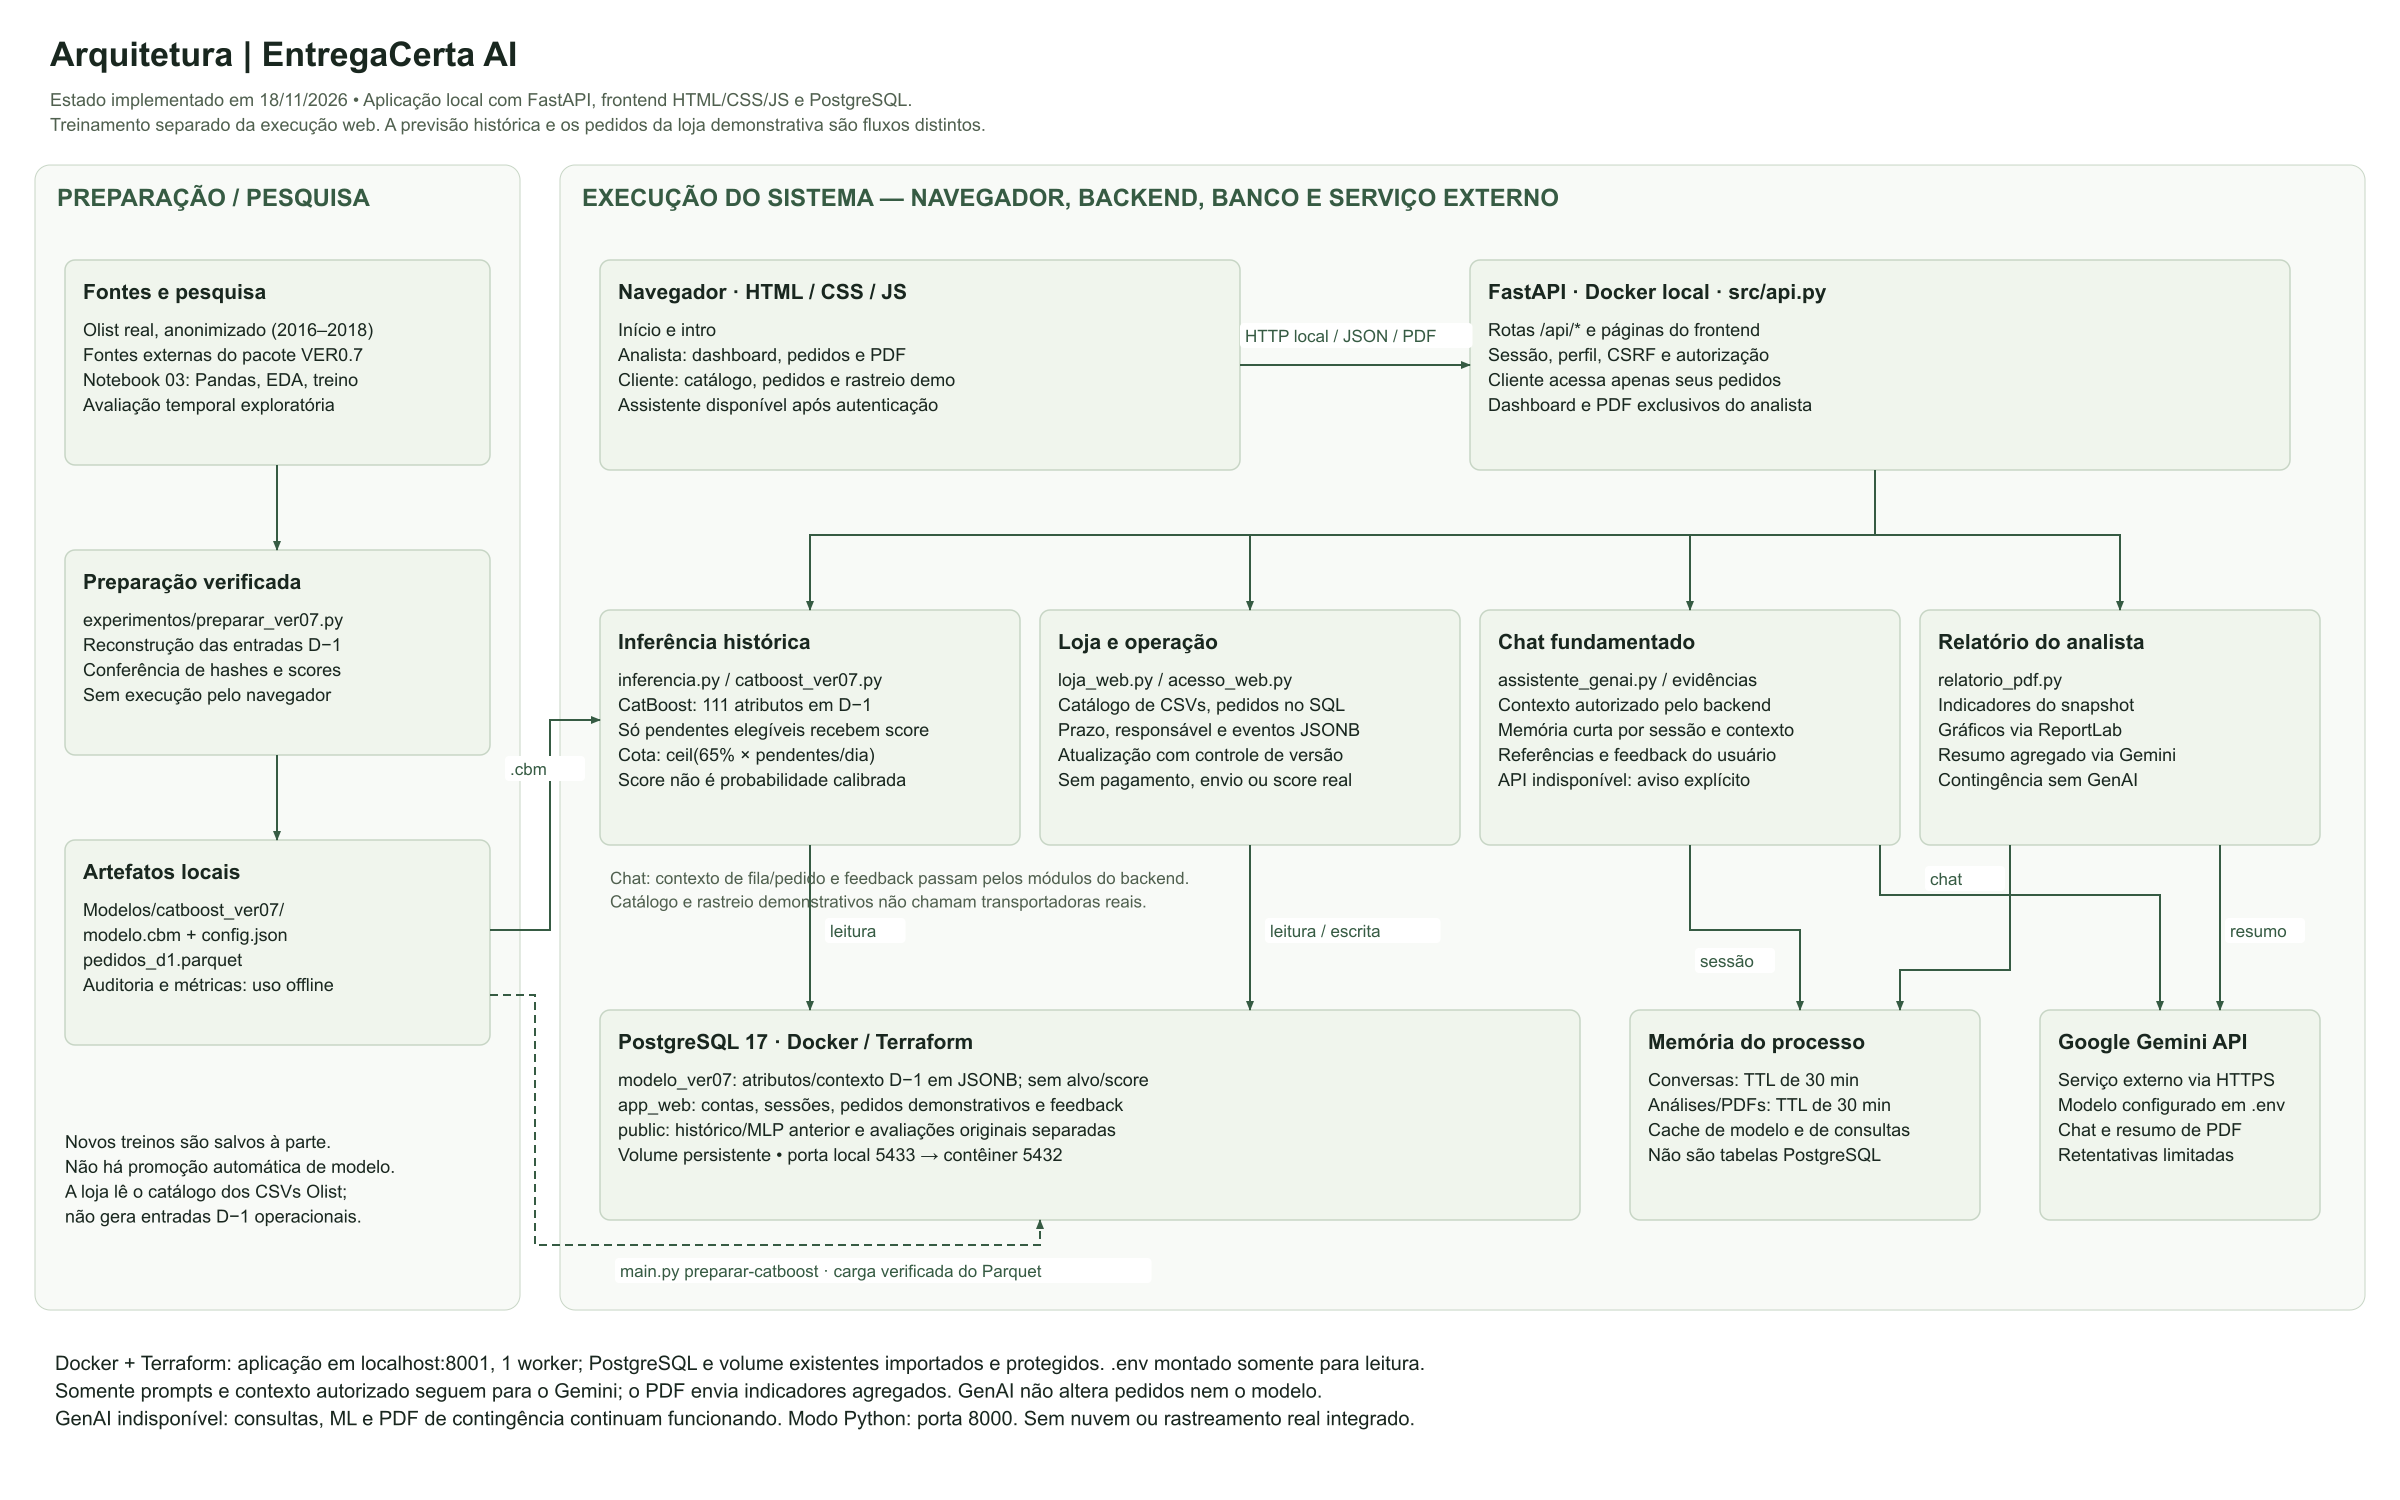 Arquitetura | EntregaCerta AI
Estado implementado em 18/11/2026 • Aplicação local com FastAPI, frontend HTML/CSS/JS e PostgreSQL.
Treinamento separado da execução web. A previsão histórica e os pedidos da loja demonstrativa são fluxos distintos.
PREPARAÇÃO / PESQUISA
Fontes e pesquisa
Olist real, anonimizado (2016–2018)
Fontes externas do pacote VER0.7
Notebook 03: Pandas, EDA, treino
Avaliação temporal exploratória
Preparação verificada
experimentos/preparar_ver07.py
Reconstrução das entradas D−1
Conferência de hashes e scores
Sem execução pelo navegador
Artefatos locais
Modelos/catboost_ver07/
modelo.cbm + config.json
pedidos_d1.parquet
Auditoria e métricas: uso offline
Novos treinos são salvos à parte.
Não há promoção automática de modelo.
A loja lê o catálogo dos CSVs Olist;
não gera entradas D−1 operacionais.
.cbm
EXECUÇÃO DO SISTEMA — NAVEGADOR, BACKEND, BANCO E SERVIÇO EXTERNO
Navegador · HTML / CSS / JS
Início e intro
Analista: dashboard, pedidos e PDF
Cliente: catálogo, pedidos e rastreio demo
Assistente disponível após autenticação
HTTP local / JSON / PDF
FastAPI · Docker local · src/api.py
Rotas /api/* e páginas do frontend
Sessão, perfil, CSRF e autorização
Cliente acessa apenas seus pedidos
Dashboard e PDF exclusivos do analista
Inferência histórica
inferencia.py / catboost_ver07.py
CatBoost: 111 atributos em D−1
Só pendentes elegíveis recebem score
Cota: ceil(65% × pendentes/dia)
Score não é probabilidade calibrada
Loja e operação
loja_web.py / acesso_web.py
Catálogo de CSVs, pedidos no SQL
Prazo, responsável e eventos JSONB
Atualização com controle de versão
Sem pagamento, envio ou score real
Chat fundamentado
assistente_genai.py / evidências
Contexto autorizado pelo backend
Memória curta por sessão e contexto
Referências e feedback do usuário
API indisponível: aviso explícito
Relatório do analista
relatorio_pdf.py
Indicadores do snapshot
Gráficos via ReportLab
Resumo agregado via Gemini
Contingência sem GenAI
Chat: contexto de fila/pedido e feedback passam pelos módulos do backend.
Catálogo e rastreio demonstrativos não chamam transportadoras reais.
leitura
leitura / escrita
sessão
chat
resumo
PostgreSQL 17 · Docker / Terraform
modelo_ver07: atributos/contexto D−1 em JSONB; sem alvo/score
app_web: contas, sessões, pedidos demonstrativos e feedback
public: histórico/MLP anterior e avaliações originais separadas
Volume persistente • porta local 5433 → contêiner 5432
Memória do processo
Conversas: TTL de 30 min
Análises/PDFs: TTL de 30 min
Cache de modelo e de consultas
Não são tabelas PostgreSQL
Google Gemini API
Serviço externo via HTTPS
Modelo configurado em .env
Chat e resumo de PDF
Retentativas limitadas
main.py preparar-catboost · carga verificada do Parquet
Docker + Terraform: aplicação em localhost:8001, 1 worker; PostgreSQL e volume existentes importados e protegidos. .env montado somente para leitura.
Somente prompts e contexto autorizado seguem para o Gemini; o PDF envia indicadores agregados. GenAI não altera pedidos nem o modelo.
GenAI indisponível: consultas, ML e PDF de contingência continuam funcionando. Modo Python: porta 8000. Sem nuvem ou rastreamento real integrado.